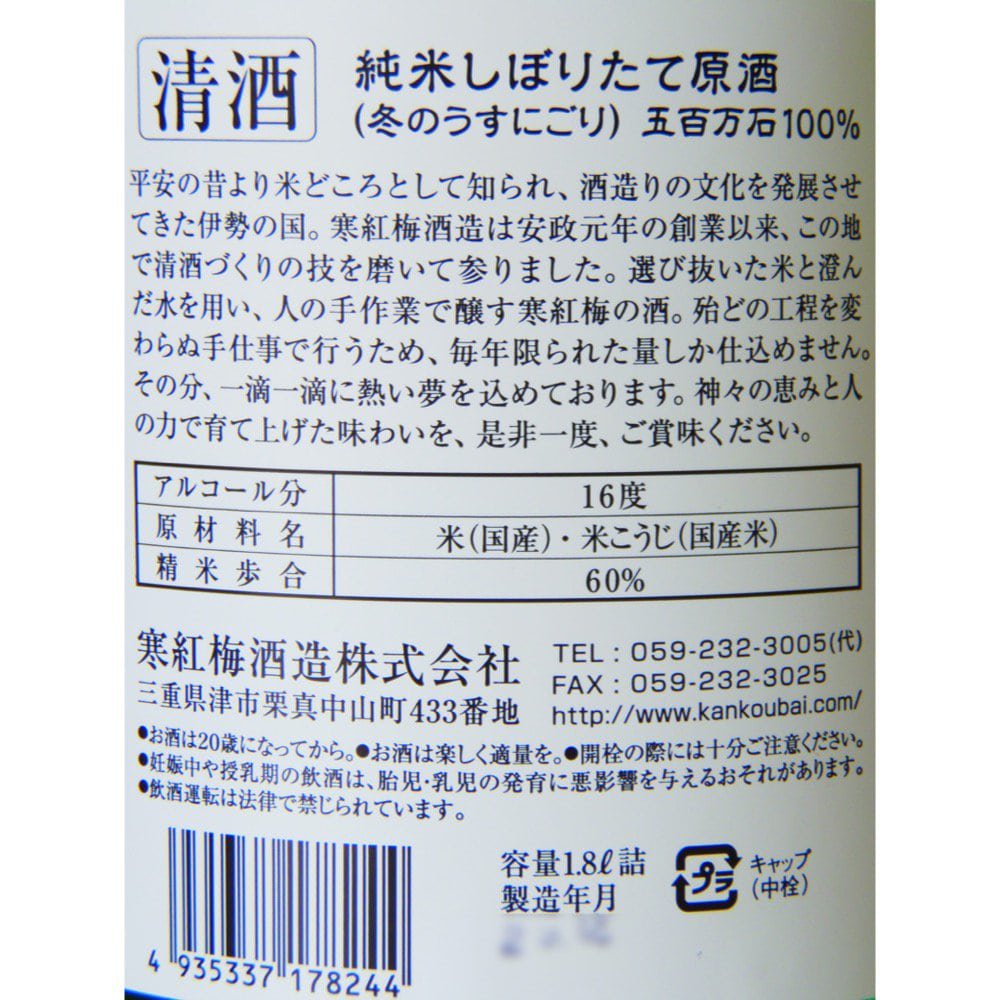 清酒
純米しぼりたて原酒
(冬のうすにごり) 五百万石100%
平安の昔より米どころとして知られ、酒造りの文化を発展させ
てきた伊勢の国。寒紅梅酒造は安政元年の創業以来、この地
で清酒づくりの技を磨いて参りました。選び抜いた米と澄ん
だ水を用い、人の手作業で醸す寒紅梅の酒。殆どの工程を変
わらぬ手仕事で行うため、毎年限られた量しか仕込めません。
その分、一滴一滴に熱い夢を込めております。神々の恵みと人
の力で育て上げた味わいを、是非一度、ご賞味ください。
アルコール分 16度
原材料名 米(国産)・米こうじ(国産米)
精米歩合 60%
寒紅梅酒造株式会社
三重県津市栗真中山町433番地
TEL : 059-232-3005(代)
FAX : 059-232-3025
http://www.kankoubai.com/
●お酒は20歳になってから。●お酒は楽しく適量を。●開栓の際には十分ご注意ください。
●妊娠中や授乳期の飲酒は、胎児・乳児の発育に悪影響を与えるおそれがあります。
●飲酒運転は法律で禁じられています。
4 935337 178244
容量1.8ℓ詰
製造年月
プラ
キャップ
(中栓)